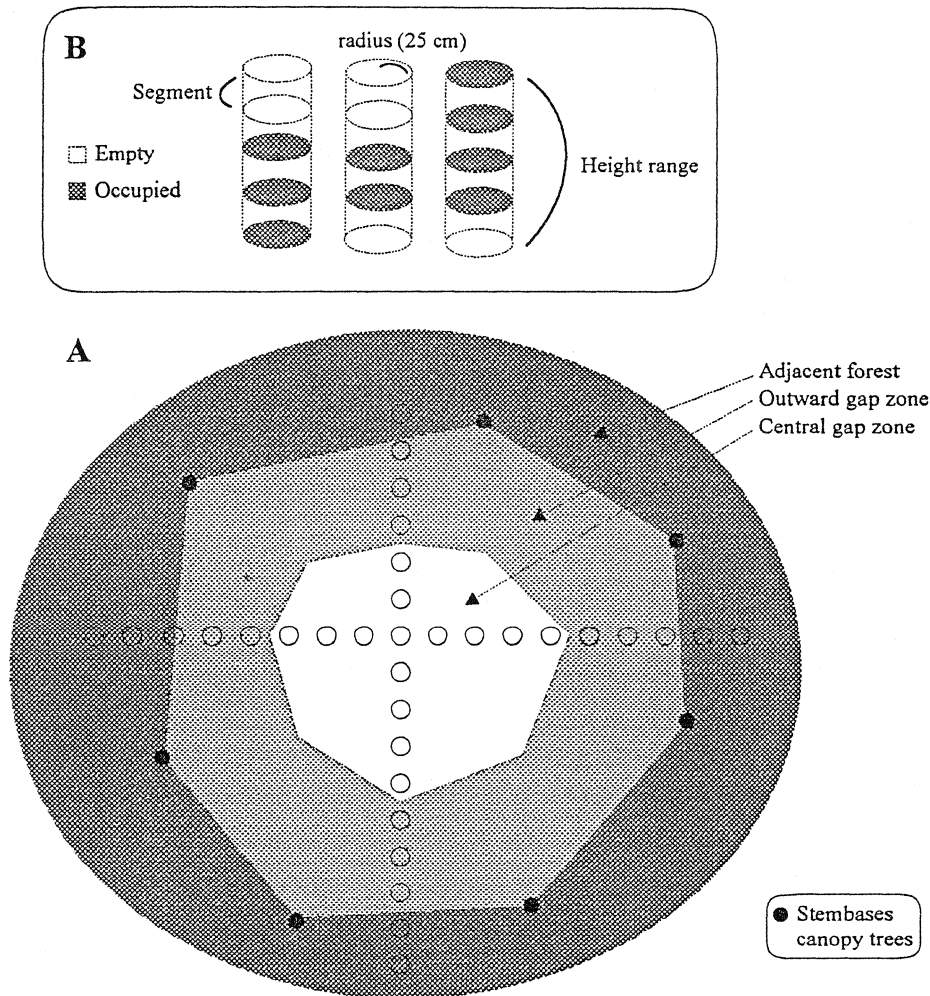 B
radius (25 cm)
Segment
Empty
Occupied
Height range
A
Adjacent forest
Outward gap zone
Central gap zone
Stembases
canopy trees